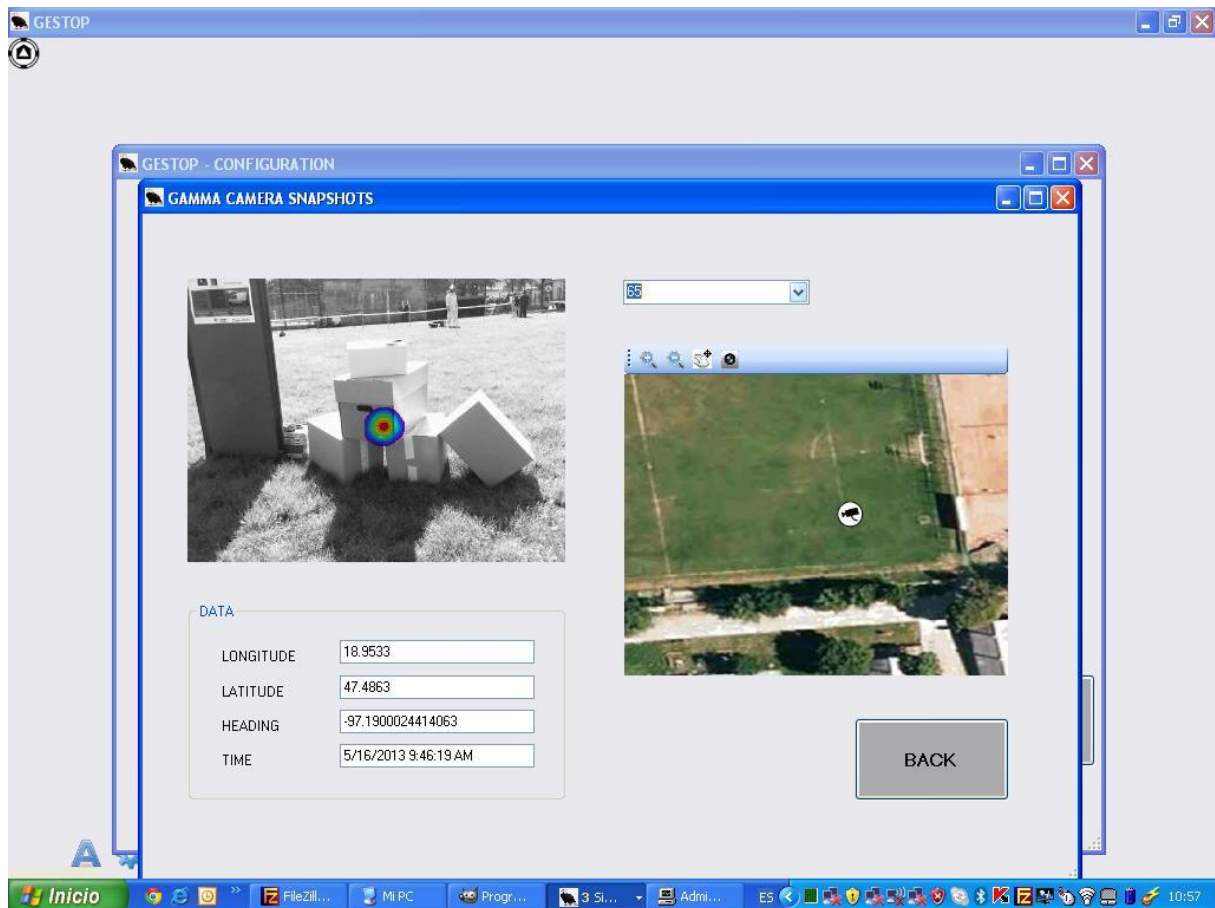 GESTOP
GESTOP - CONFIGURATION
GAMMA CAMERA SNAPSHOTS
65
DATA
LONGITUDE 18.9533
LATITUDE 47.4863
HEADING -97.1900024414063
TIME 5/16/2013 9:46:19 AM
BACK
A
Inicio FileZill... Mi PC Progr... 3 Si... Admi... ES 10:57